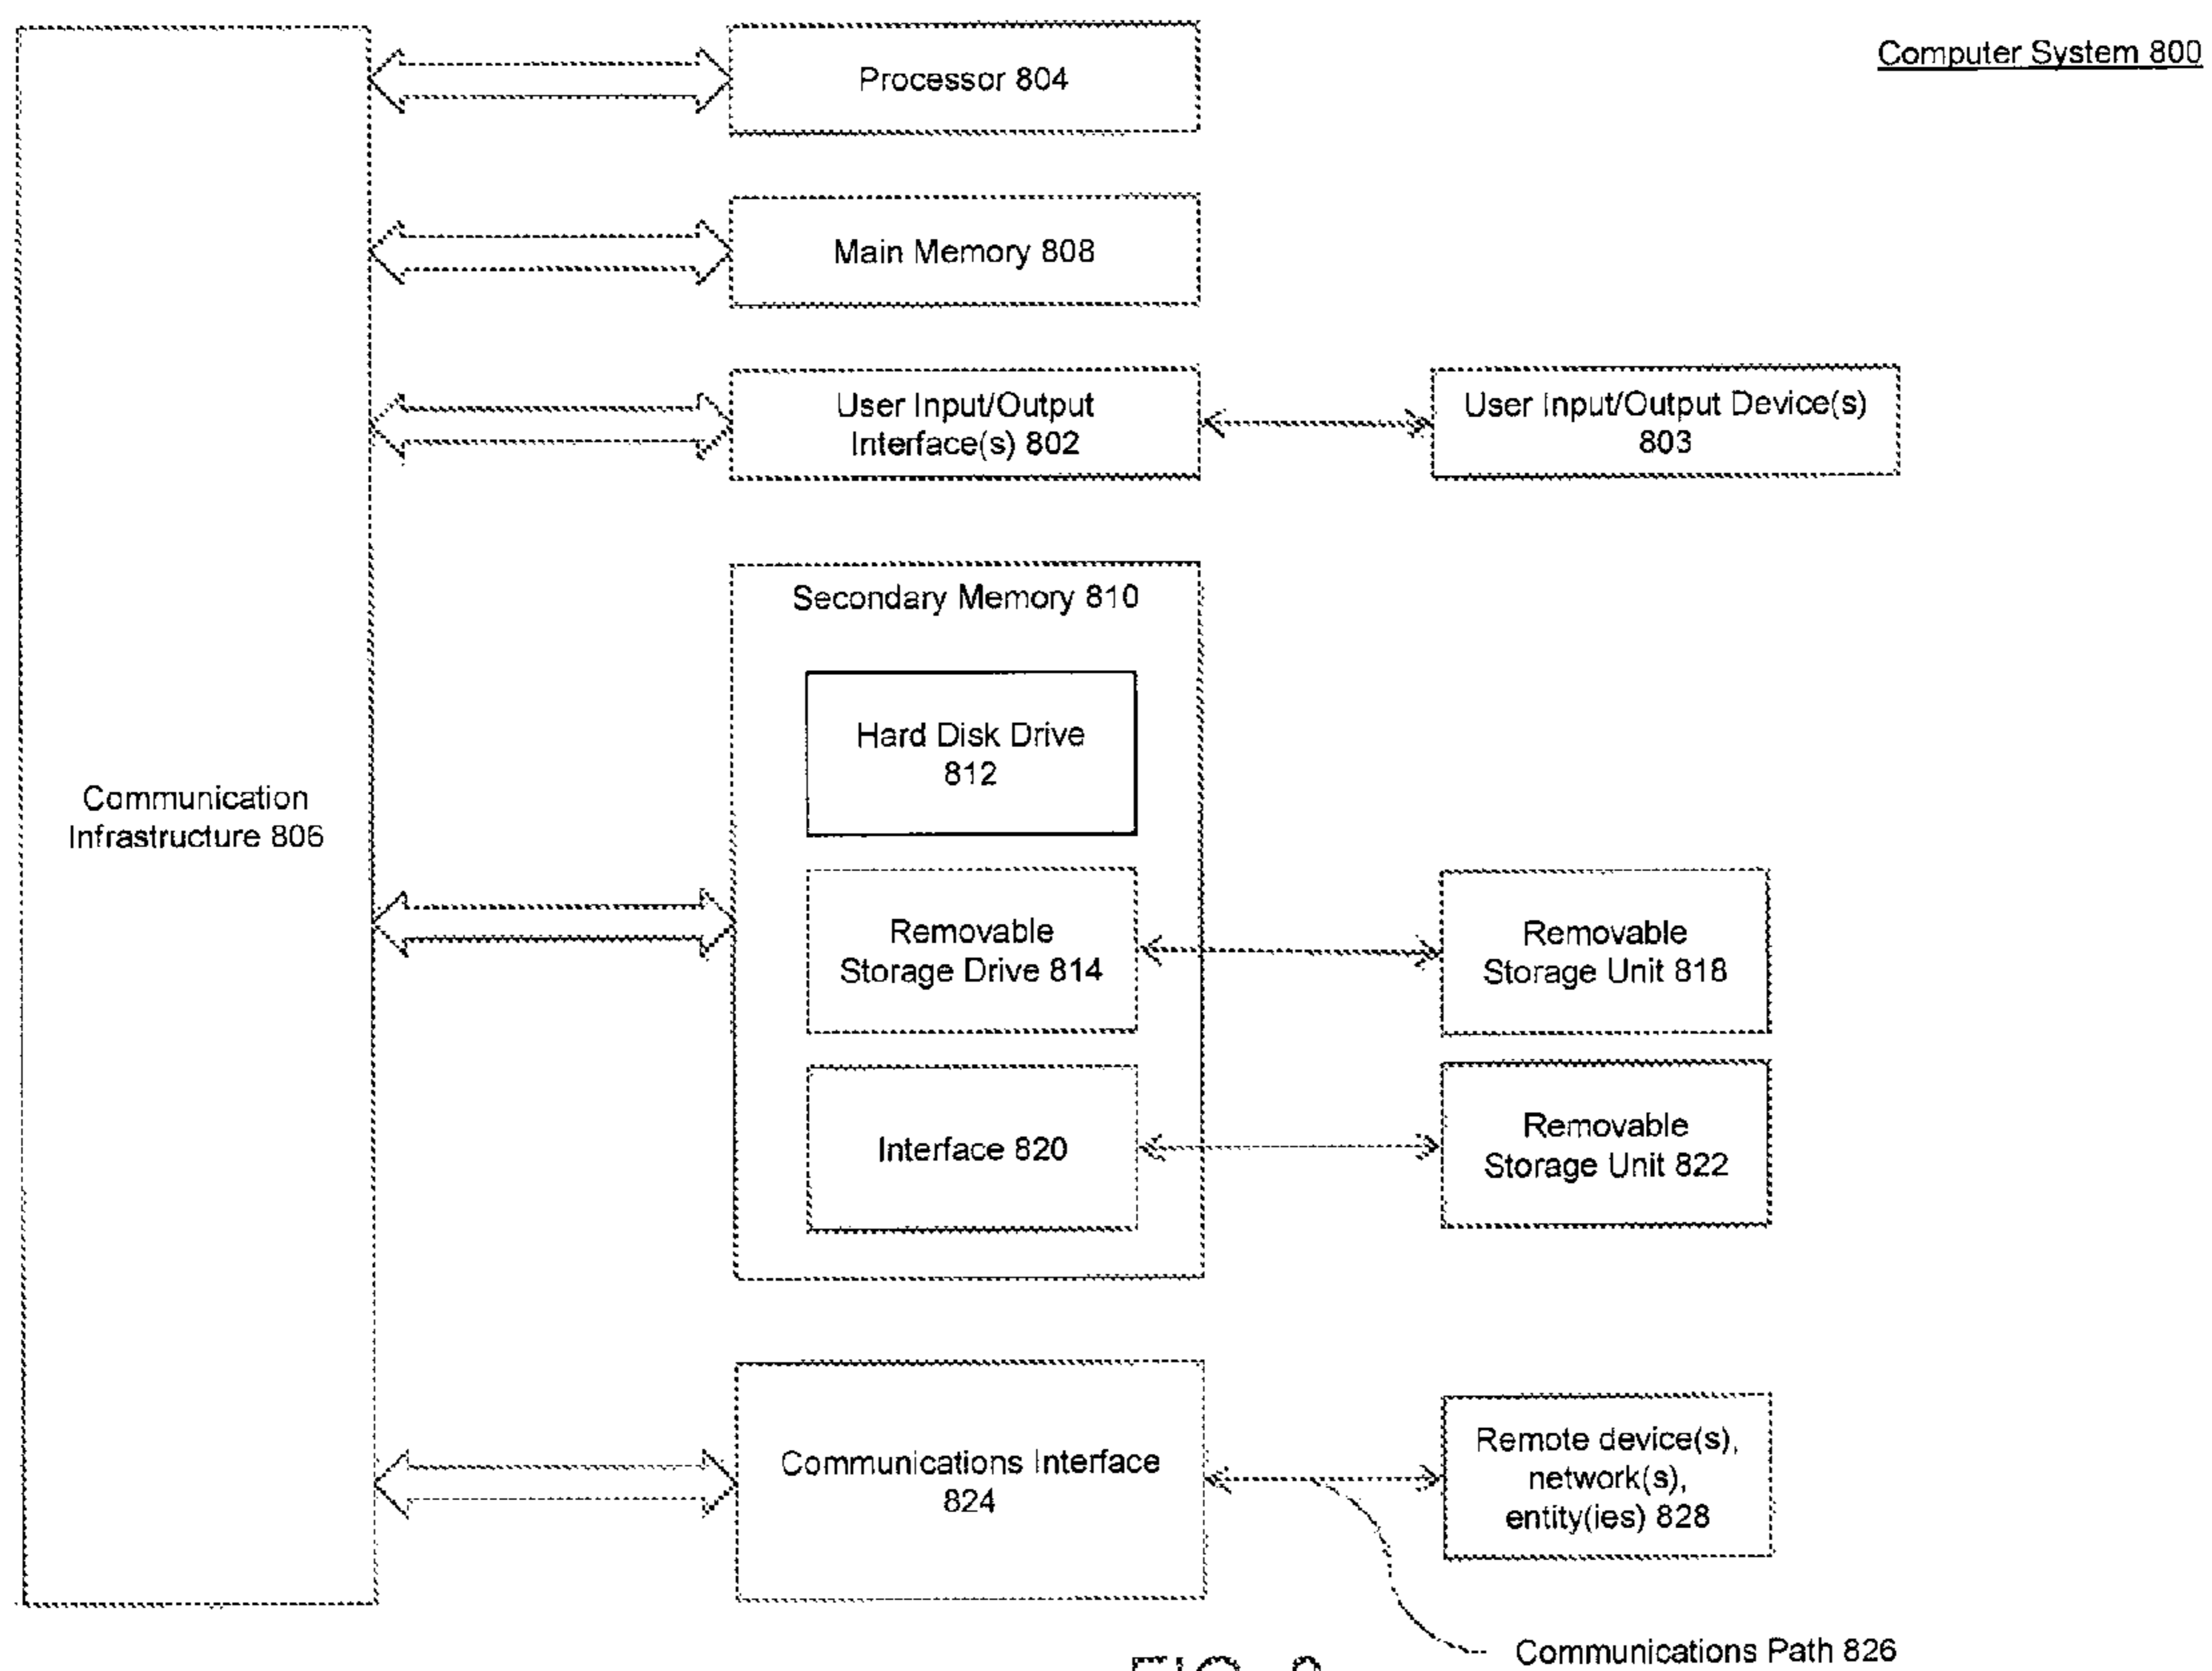 Computer System 800
Processor 804
Main Memory 808
User Input/Output
Interface(s) 802
User Input/Output Device(s)
803
Secondary Memory 810
Hard Disk Drive
812
Communication
Infrastructure 806
Removable
Storage Drive 814
Removable
Storage Unit 818
Interface 820
Removable
Storage Unit 822
Communications Interface
824
Remote device(s),
network(s),
entity(ies) 828
Communications Path 826
FIG.